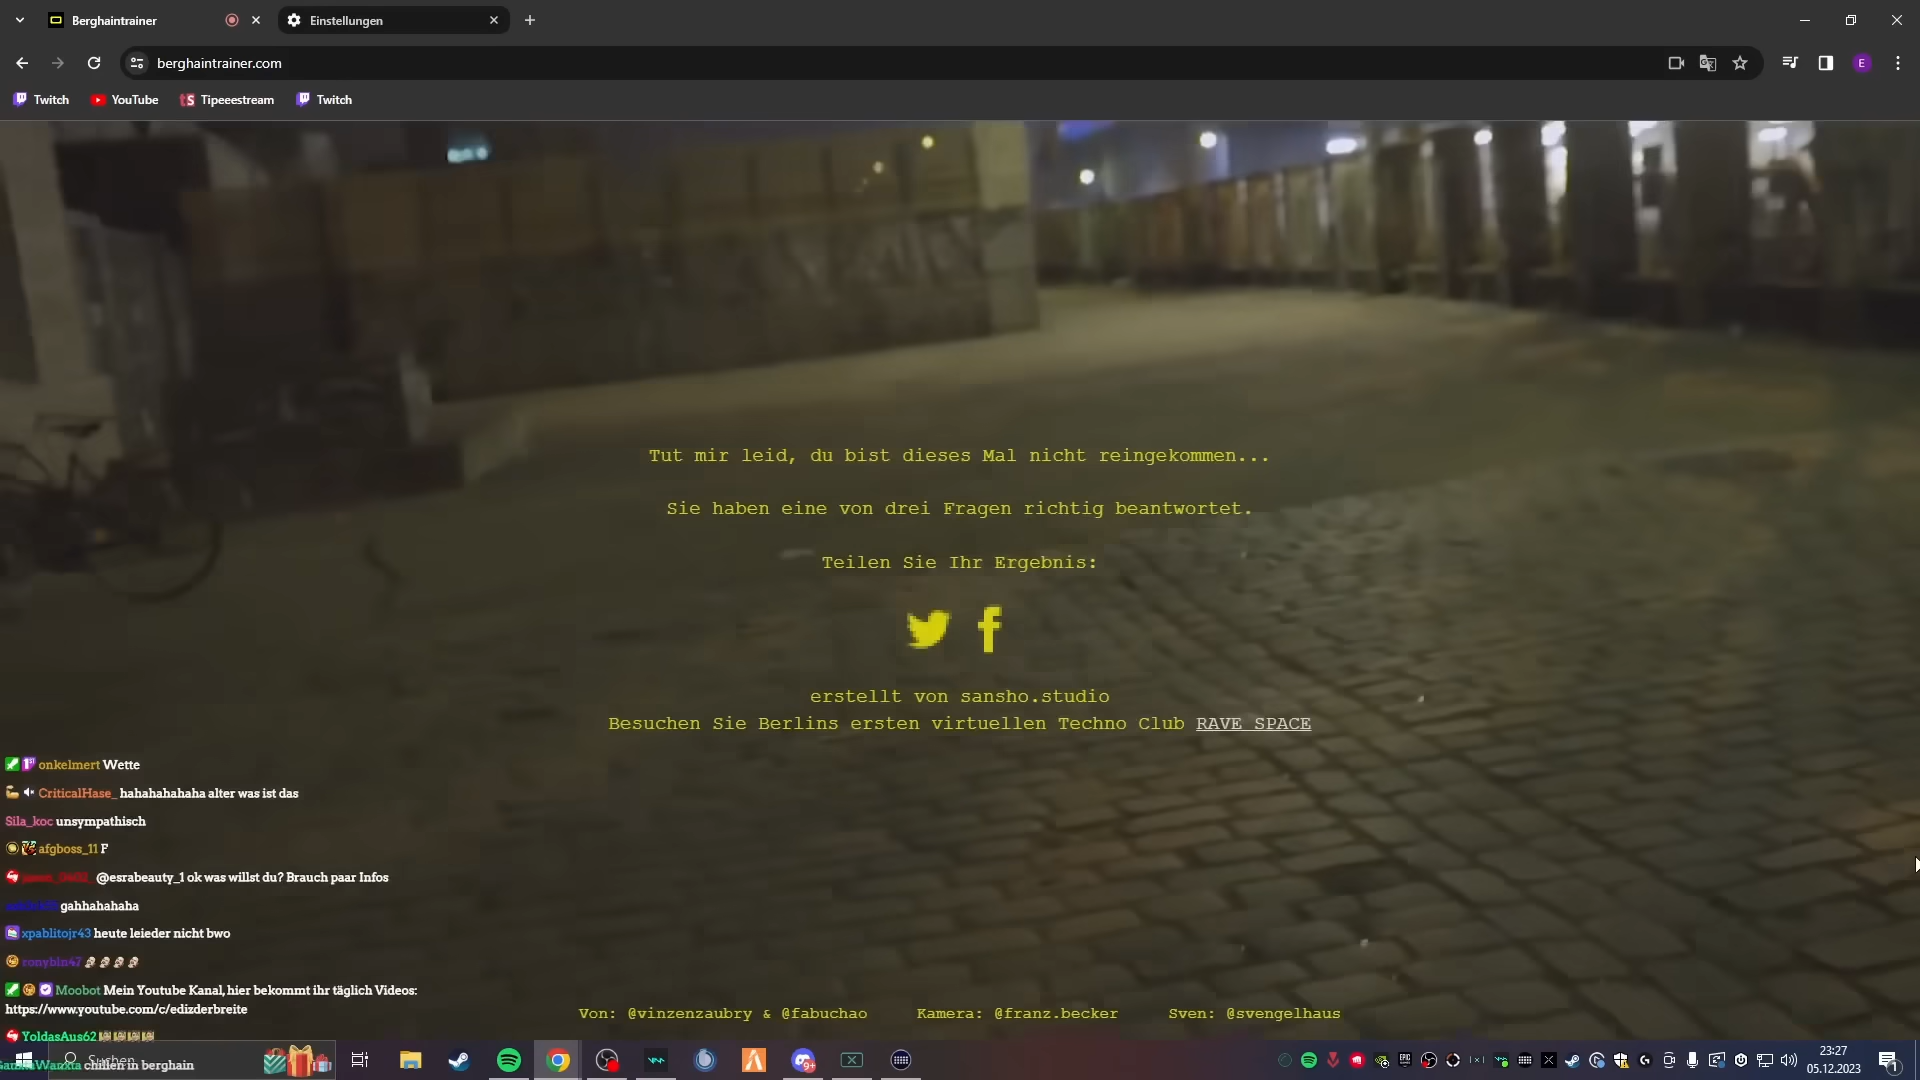 Berghaintrainer
Einstellungen
berghaintrainer.com
E
Twitch
YouTube
Tipeeestream
Twitch
Tut mir leid, du bist dieses Mal nicht reingekommen...
Sie haben eine von drei Fragen richtig beantwortet.
Teilen Sie Ihr Ergebnis:
erstellt von sansho.studio
Besuchen Sie Berlins ersten virtuellen Techno Club RAVE SPACE
onkelmert Wette
CriticalHase_ hahahahahaha alter was ist das
Sila_koc unsympathisch
afgboss_11 F
@esrabeauty_1 ok was willst du? Brauch paar Infos
gahhahahaha
xpablitojr43 heute leieder nicht bwo
ronybln47
Moobot Mein Youtube Kanal, hier bekommt ihr täglich Videos:
https://www.youtube.com/c/edizderbreite
YoldasAus62
chillen in berghain
Von: @vinzenzaubry & @fabuchao
Kamera: @franz.becker
Sven: @svengelhaus
Suchen
9+
23:27
05.12.2023
1